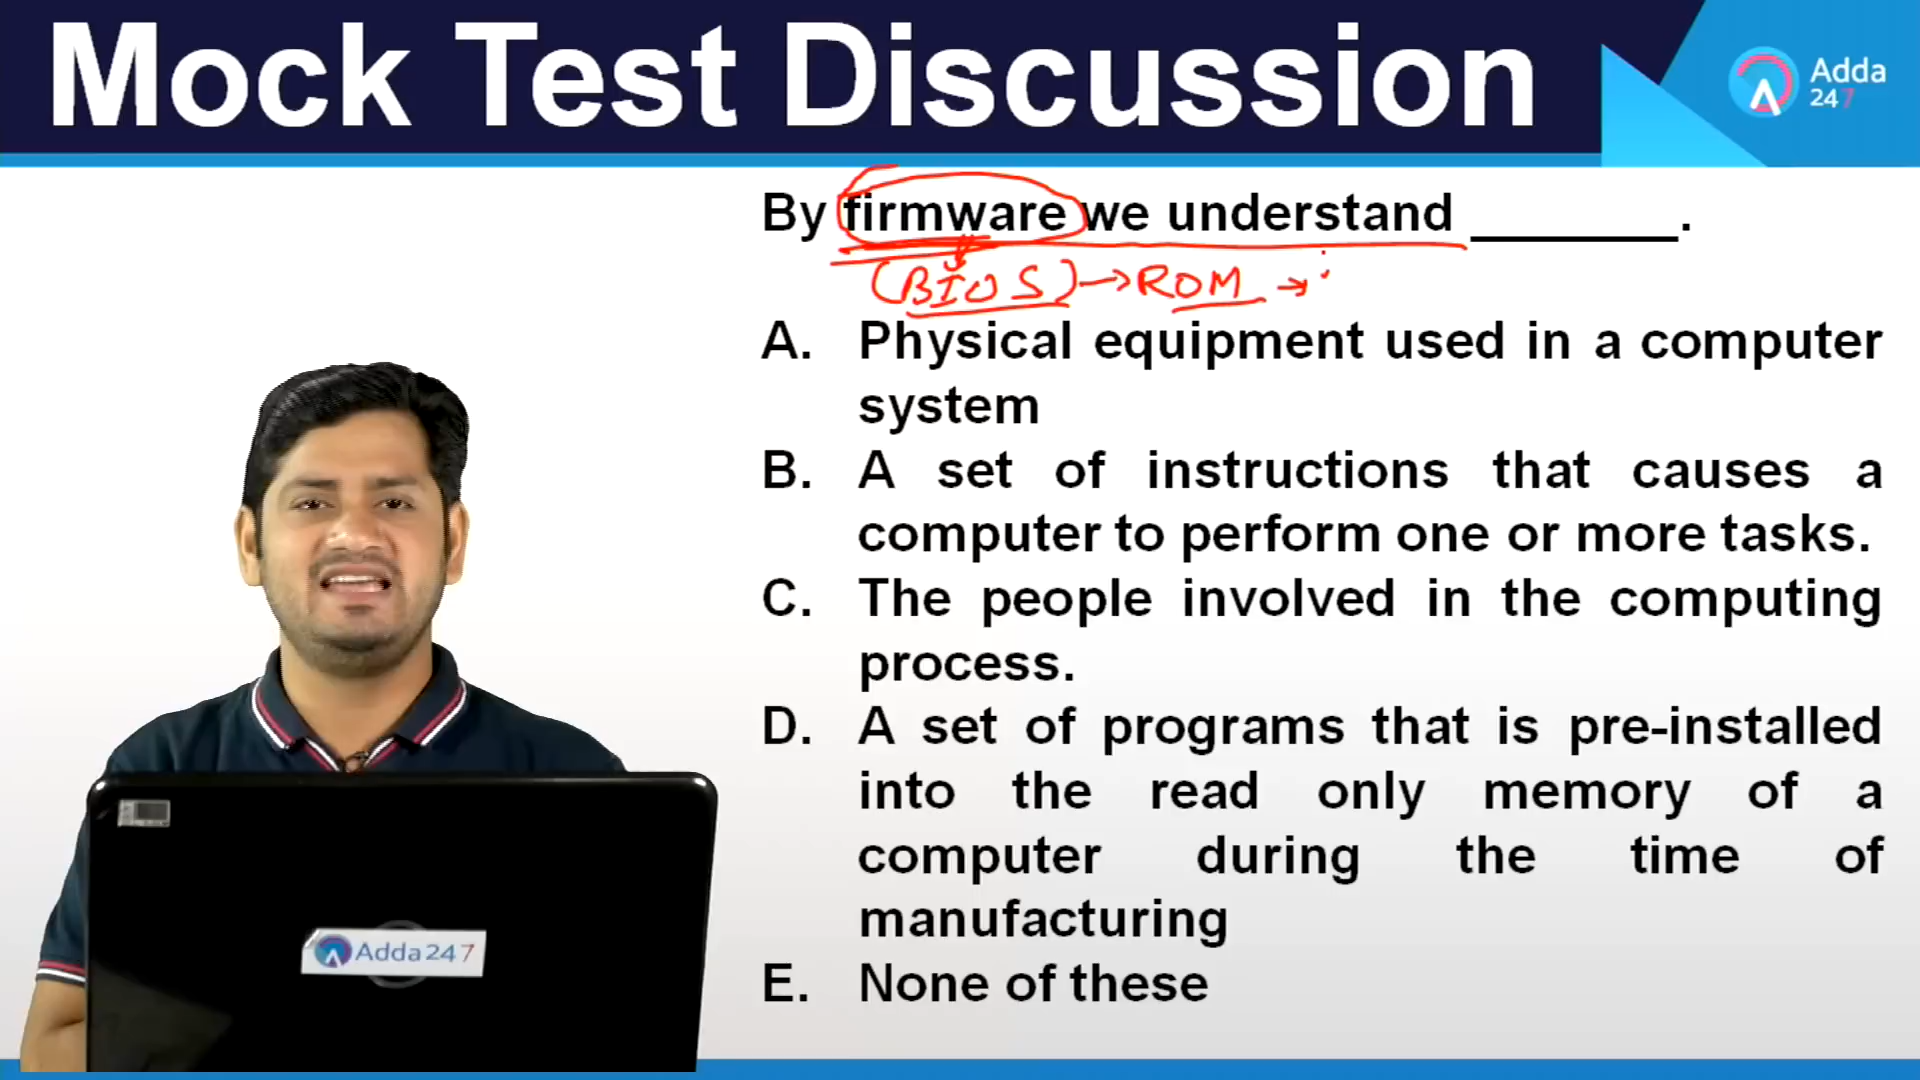 Mock Test Discussion
Adda
247
By firmware we understand _______.
(BIOS) → ROM →
A. Physical equipment used in a computer
system
B. A set of instructions that causes a
computer to perform one or more tasks.
C. The people involved in the computing
process.
D. A set of programs that is pre-installed
into the read only memory of a
computer during the time of
manufacturing
E. None of these
Adda247